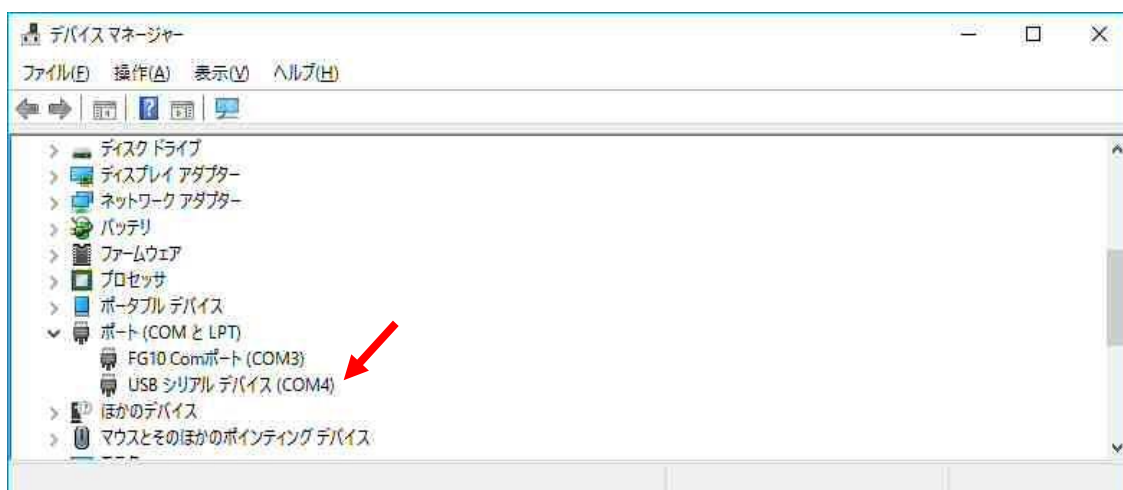 デバイス マネージャー
ファイル(F) 操作(A) 表示(V) ヘルプ(H)
ディスク ドライブ
ディスプレイ アダプター
ネットワーク アダプター
バッテリ
ファームウェア
プロセッサ
ポータブル デバイス
ポート (COM と LPT)
FG10 Comポート (COM3)
USB シリアル デバイス (COM4)
ほかのデバイス
マウスとそのほかのポインティング デバイス